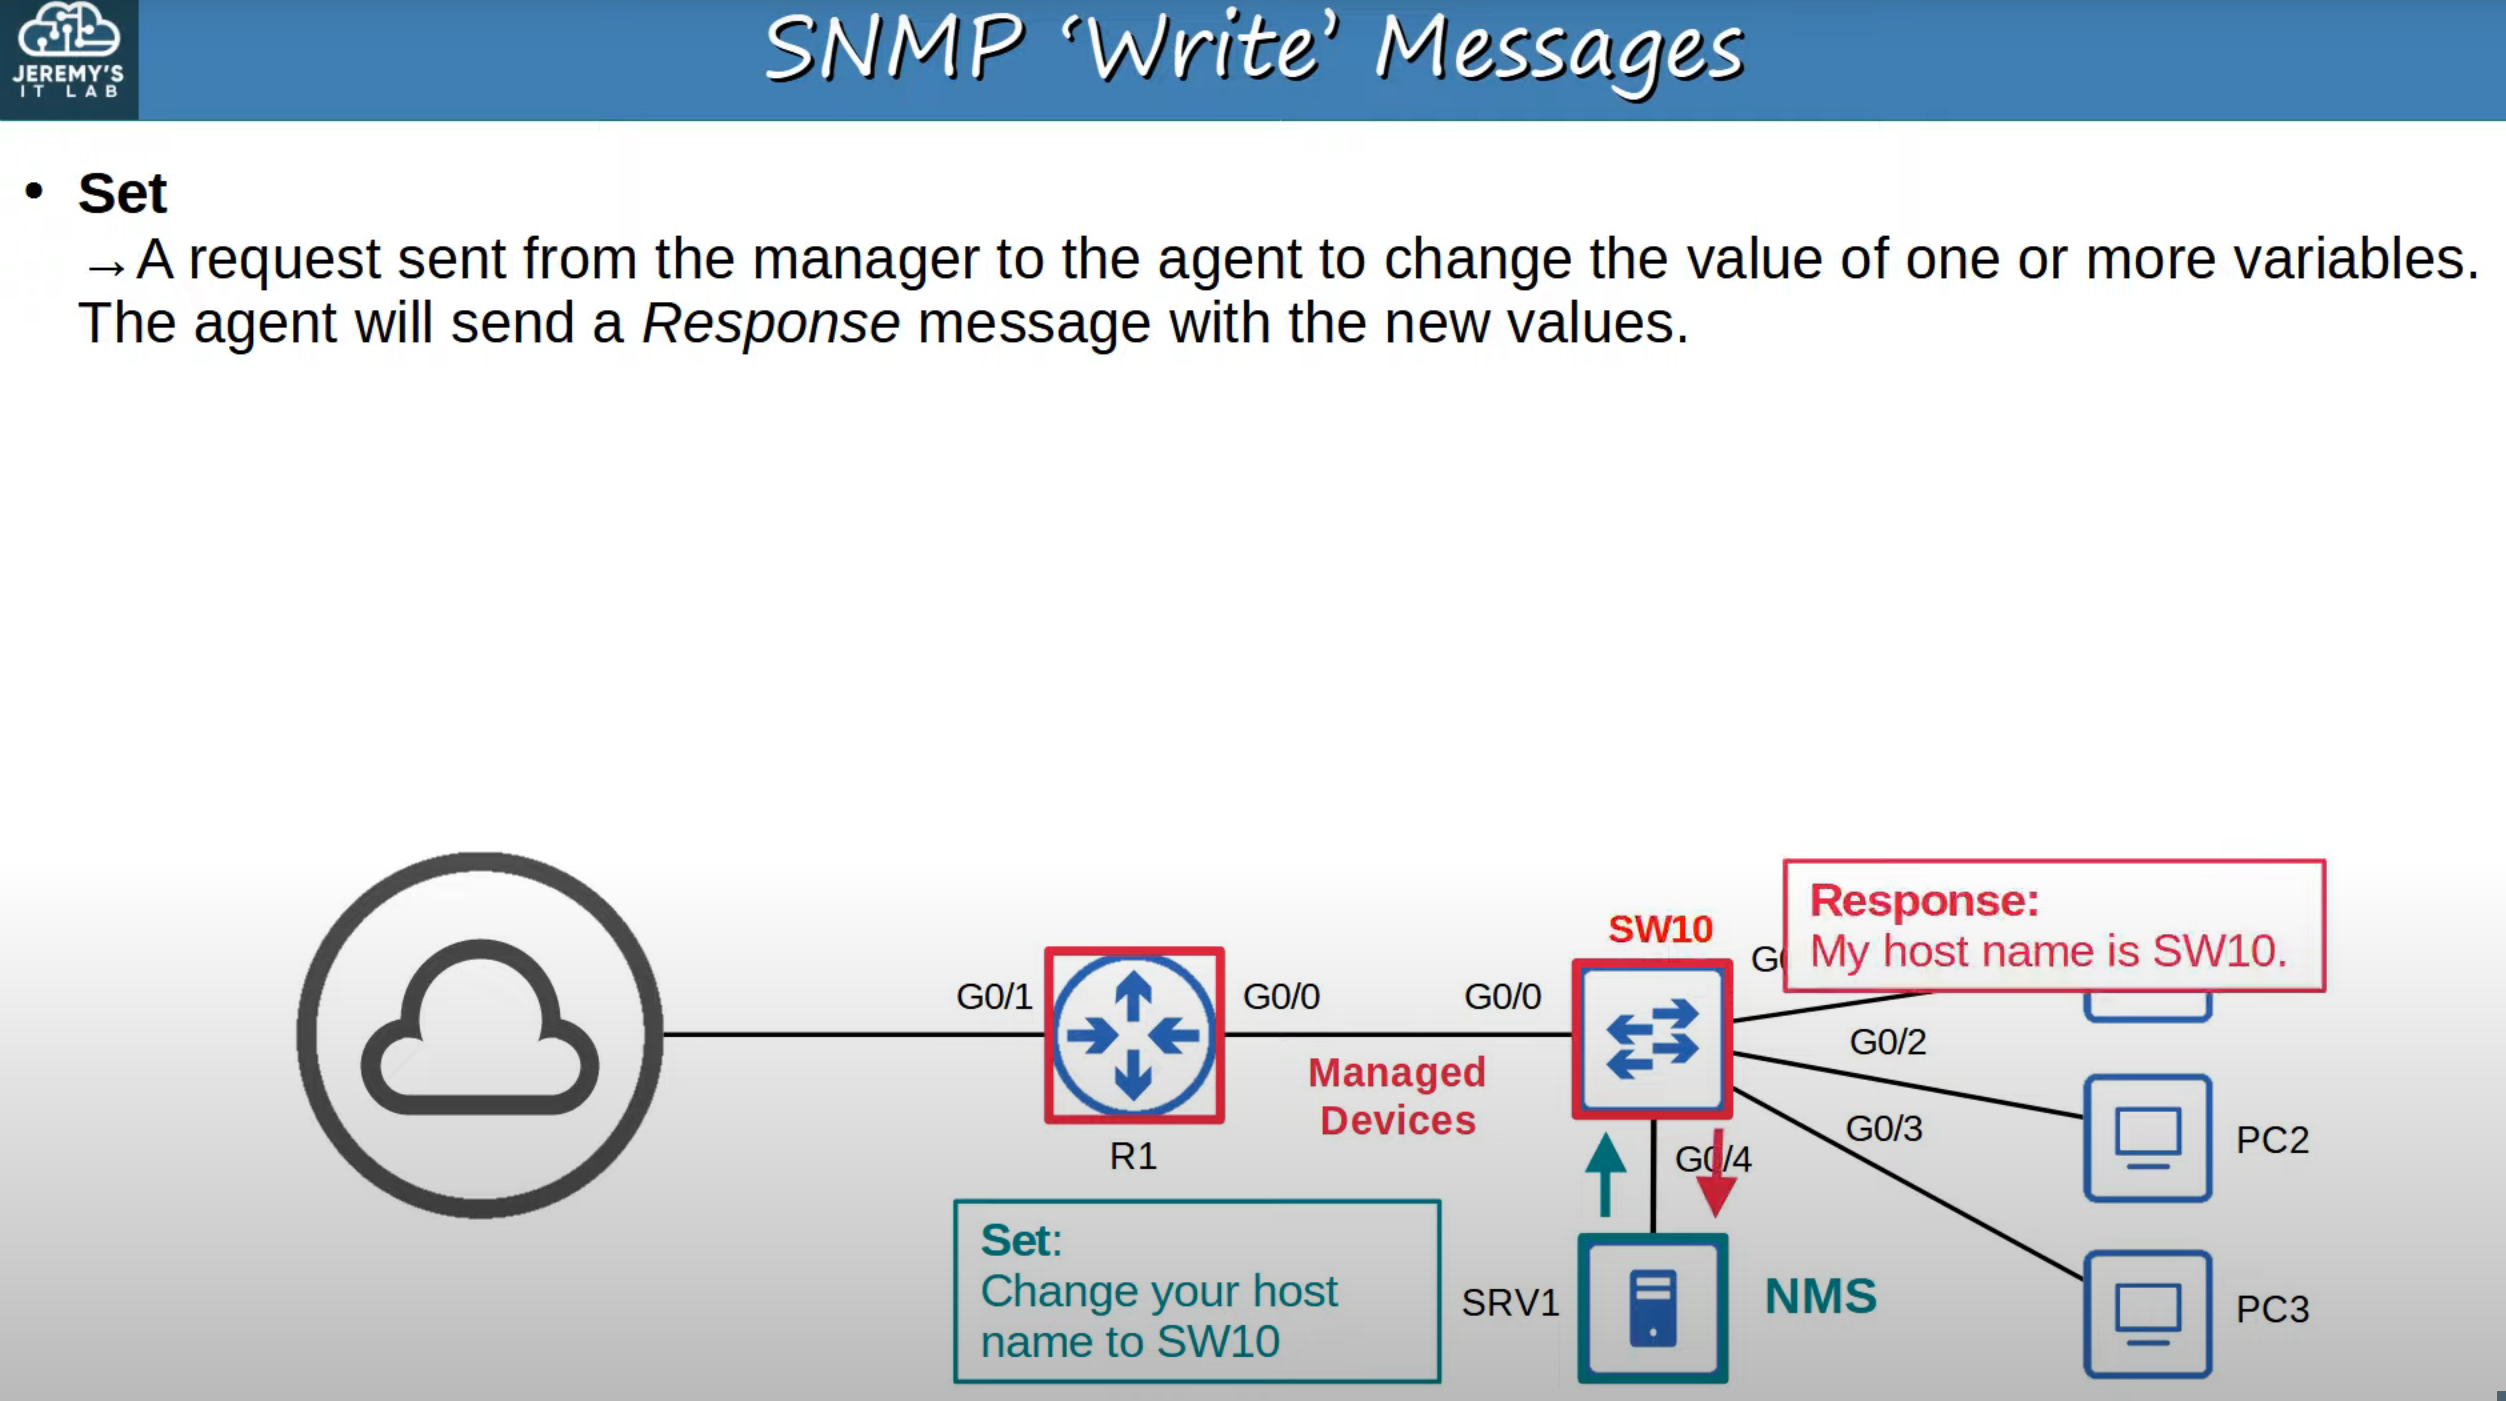 JEREMY'S
IT LAB
SNMP ‘Write’ Messages
• Set
→A request sent from the manager to the agent to change the value of one or more variables.
The agent will send a Response message with the new values.
Response:
My host name is SW10.
SW10
G0/1
G0/0
G0/0
G0/2
Managed
Devices
G0/3
PC2
R1
G0/4
Set:
Change your host
name to SW10
SRV1
NMS
PC3